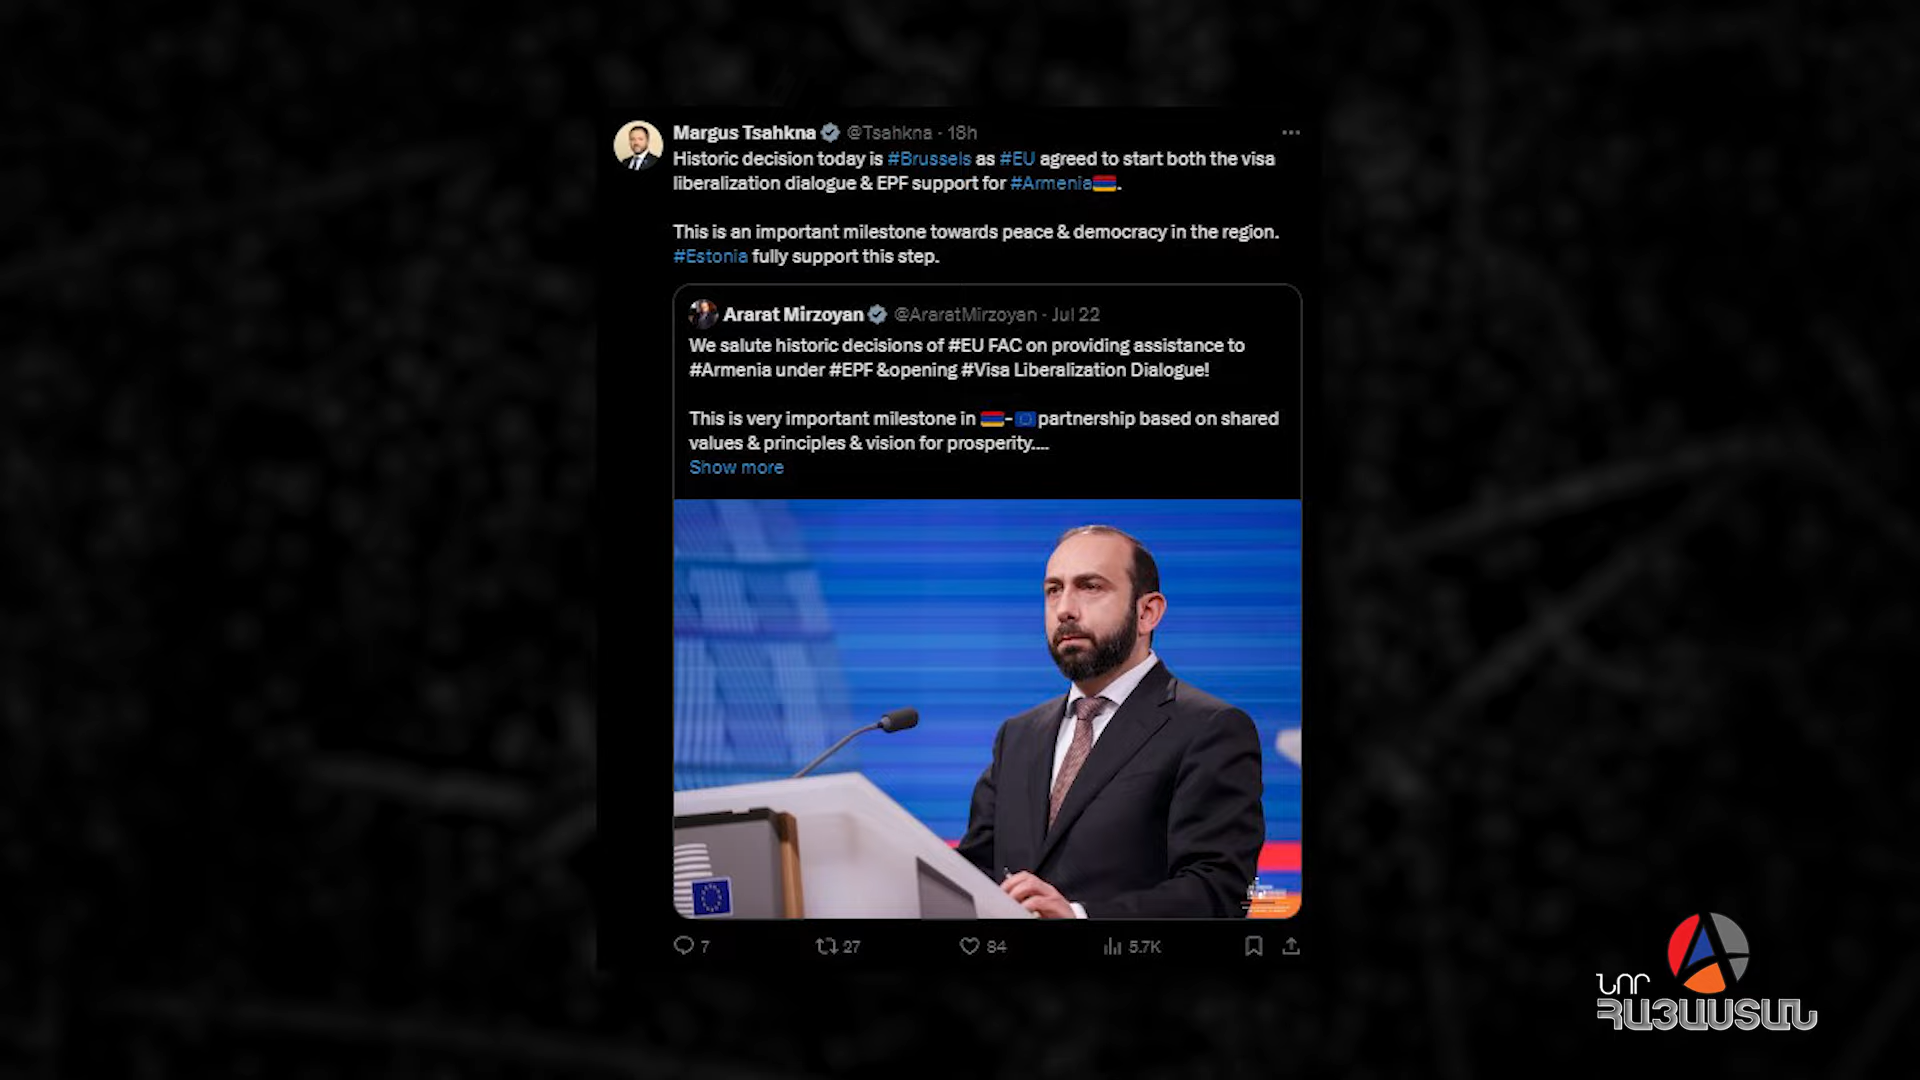 Margus Tsahkna @Tsahkna · 18h
Historic decision today is #Brussels as #EU agreed to start both the visa
liberalization dialogue & EPF support for #Armenia🇦🇲.
This is an important milestone towards peace & democracy in the region.
#Estonia fully support this step.
Ararat Mirzoyan @AraratMirzoyan · Jul 22
We salute historic decisions of #EU FAC on providing assistance to
#Armenia under #EPF &opening #Visa Liberalization Dialogue!
This is very important milestone in 🇦🇲-🇪🇺partnership based on shared
values & principles & vision for prosperity....
Show more
7 27 84 5.7K
ՆՈՐ
ՀԱՅԱՍՏԱՆ